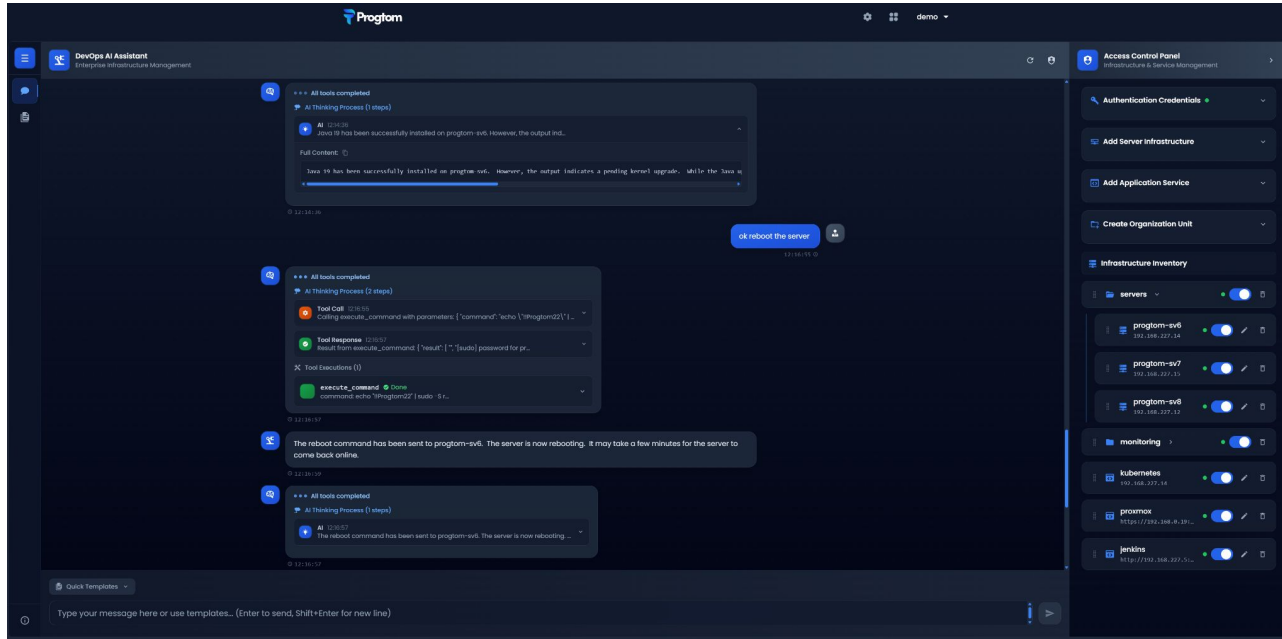 Progtom
demo
DevOps AI Assistant
Enterprise Infrastructure Management
All tools completed
AI Thinking Process (1 steps)
AI 12:14:36
Java 19 has been successfully installed on progtom-sv6. However, the output ind...
Full Content:
Java 19 has been successfully installed on progtom-sv6.  However, the output indicates a pending kernel upgrade.  While the Java up
12:14:36
ok reboot the server
12:16:55
All tools completed
AI Thinking Process (2 steps)
Tool Call 12:16:55
Calling execute_command with parameters: { "command": "echo \"!!Progtom22\" | ...
Tool Response 12:16:57
Result from execute_command: { "result": [ "", "[sudo] password for pr...
Tool Executions (1)
execute_command Done
command: echo "!!Progtom22" | sudo -S r...
12:16:57
The reboot command has been sent to progtom-sv6. The server is now rebooting. It may take a few minutes for the server to
come back online.
All tools completed
AI Thinking Process (1 steps)
AI 12:16:57
The reboot command has been sent to progtom-sv6. The server is now rebooting. ...
12:16:57
Quick Templates
Type your message here or use templates... (Enter to send, Shift+Enter for new line)
Access Control Panel
Infrastructure & Service Management
Authentication Credentials
Add Server Infrastructure
Add Application Service
Create Organization Unit
Infrastructure Inventory
servers
progtom-sv6
192.168.227.14
progtom-sv7
192.168.227.15
progtom-sv8
192.168.227.12
monitoring
kubernetes
192.168.227.14
proxmox
https://192.168.0.19:...
jenkins
http://192.168.227.5:...